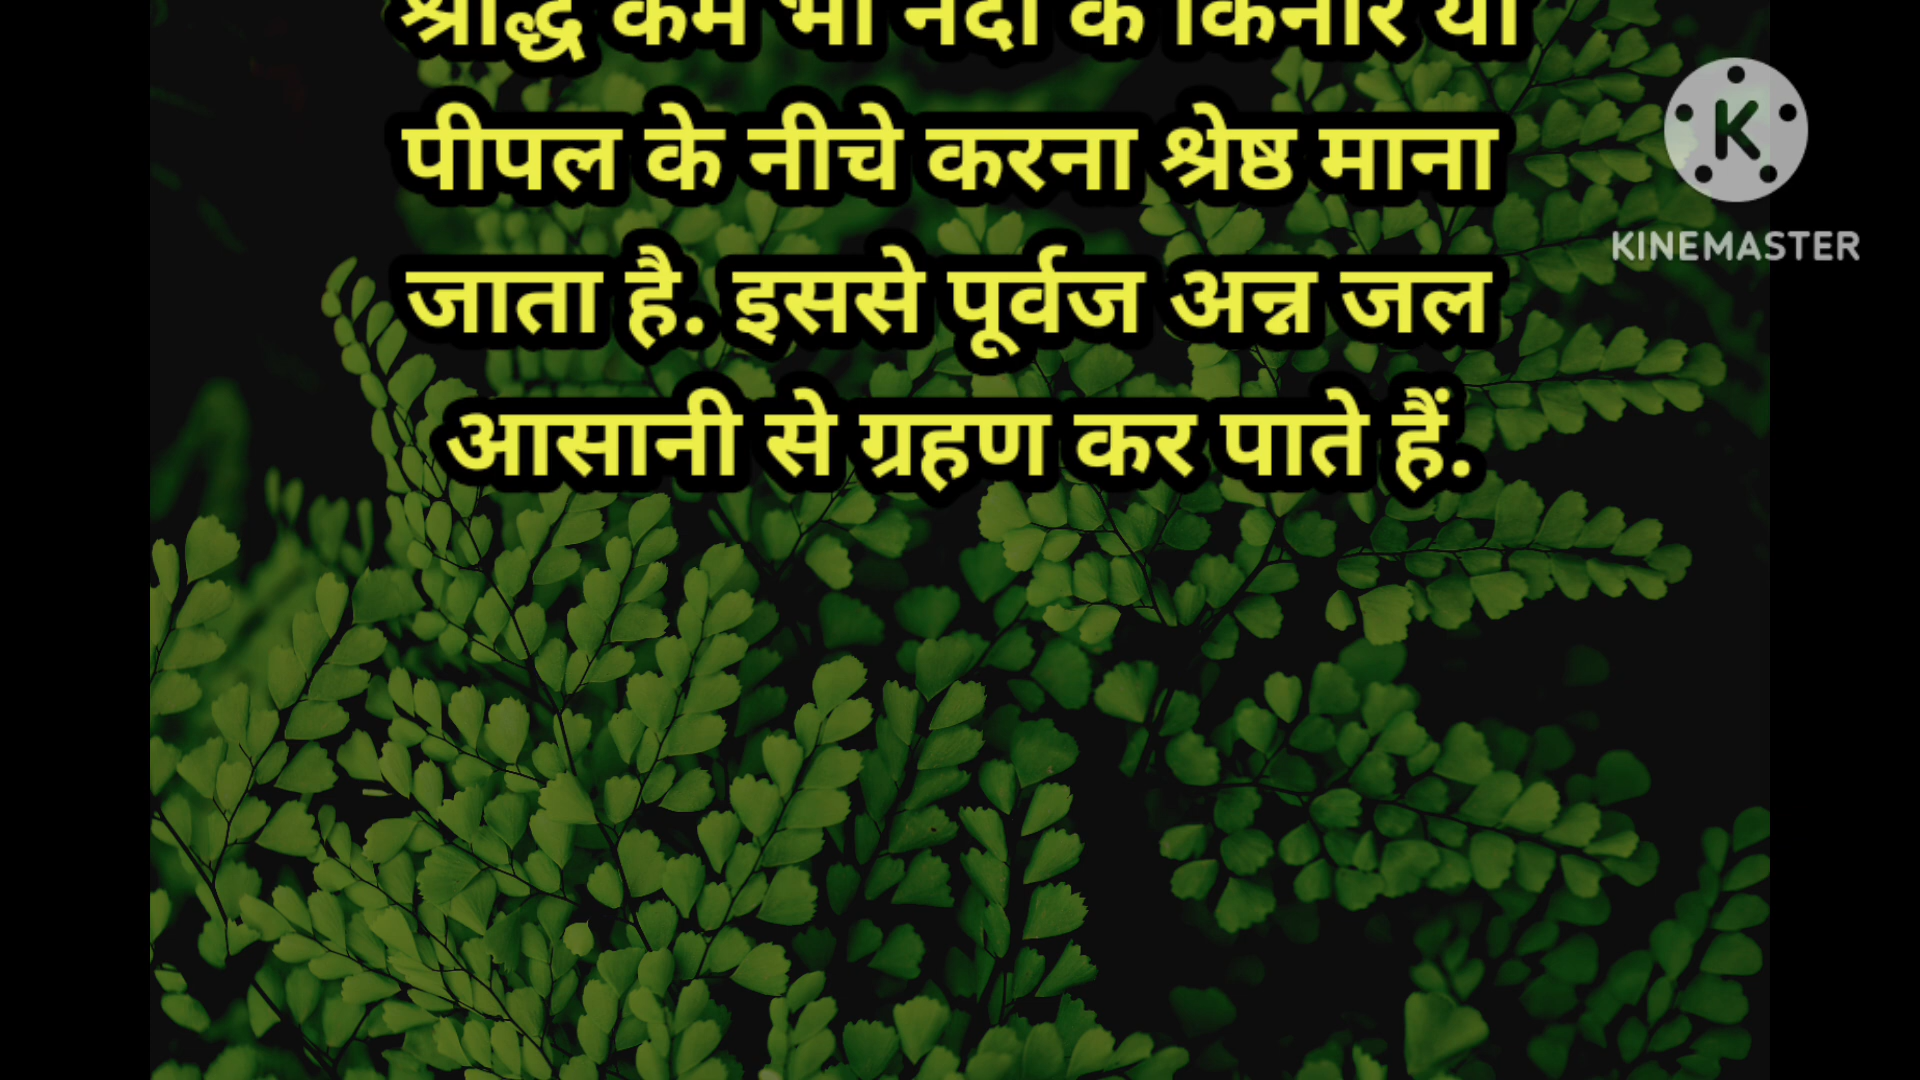 श्राद्ध कर्म भी नदी के किनारे या
पीपल के नीचे करना श्रेष्ठ माना
जाता है. इससे पूर्वज अन्न जल
आसानी से ग्रहण कर पाते हैं.
K
KINEMASTER